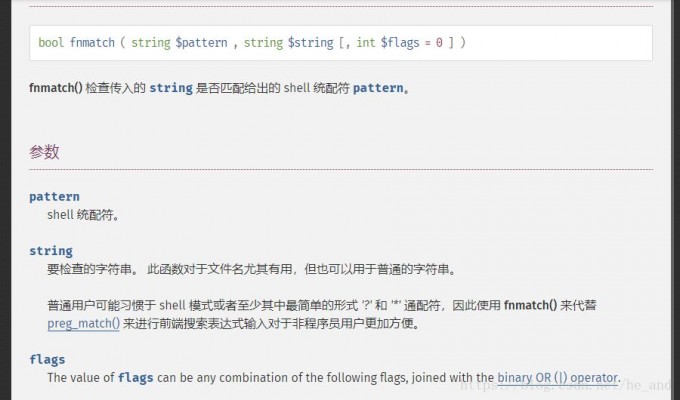 bool fnmatch ( string $pattern , string $string [, int $flags = 0 ] )
fnmatch() 检查传入的 string 是否匹配给出的 shell 统配符 pattern。
参数
pattern
shell 统配符。
string
要检查的字符串。 此函数对于文件名尤其有用，但也可以用于普通的字符串。
普通用户可能习惯于 shell 模式或者至少其中最简单的形式 '?' 和 '*' 通配符，因此使用 fnmatch() 来代替
preg_match() 来进行前端搜索表达式输入对于非程序员用户更加方便。
flags
The value of flags can be any combination of the following flags, joined with the binary OR (|) operator.
https://blog.csdn.net/he_and